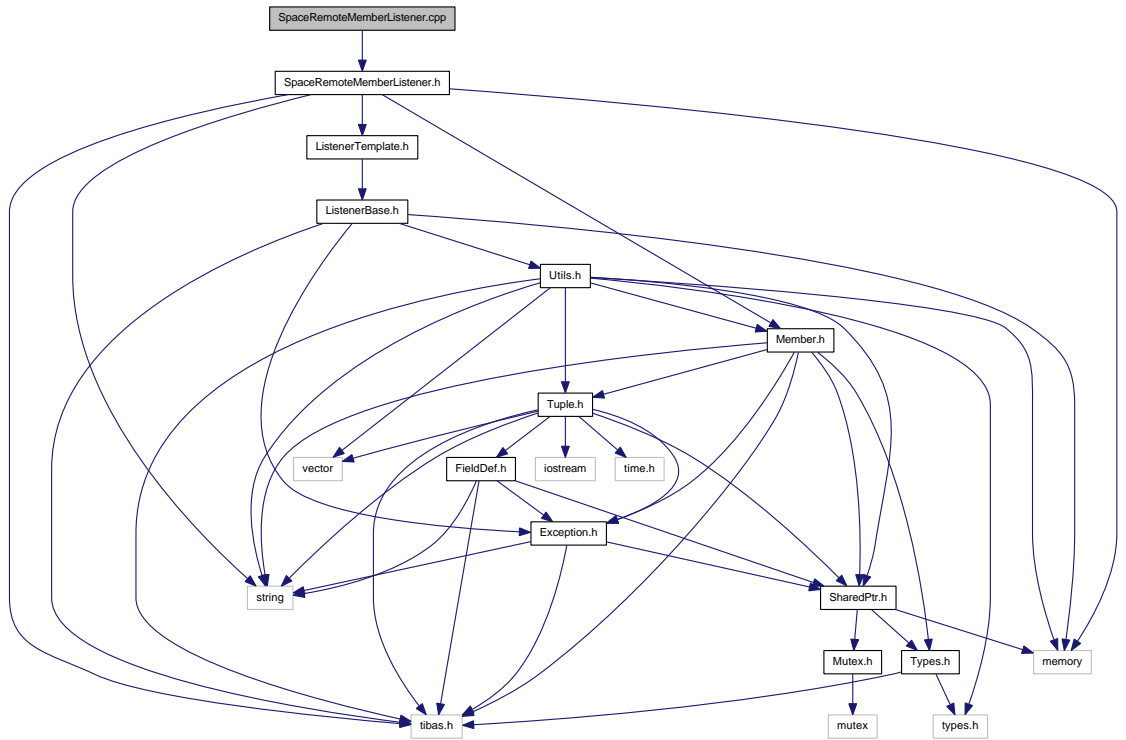 SpaceRemoteMemberListener.cpp
SpaceRemoteMemberListener.h
ListenerTemplate.h
ListenerBase.h
Utils.h
Member.h
Tuple.h
vector
FieldDef.h
iostream
time.h
Exception.h
string
SharedPtr.h
Mutex.h
Types.h
memory
tibas.h
mutex
types.h